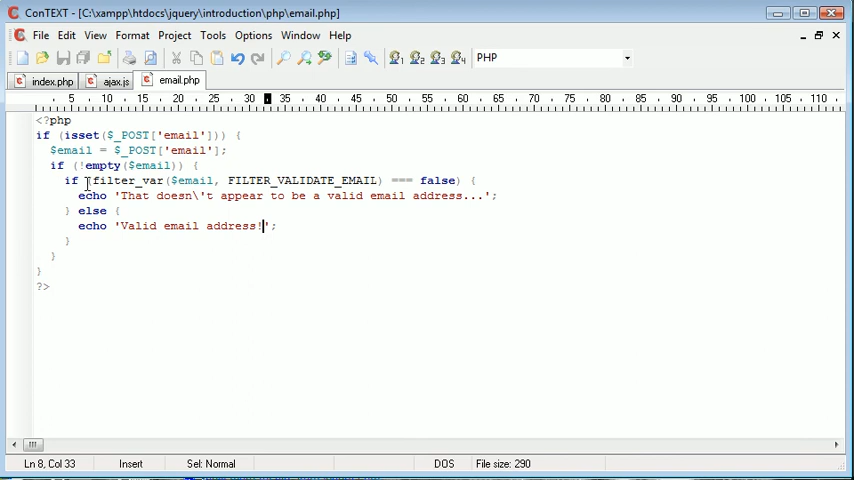 ConTEXT - [C:\xampp\htdocs\jquery\introduction\php\email.php]
File Edit View Format Project Tools Options Window Help
1 2 3 4 PHP
index.php ajax.js email.php
5 10 15 20 25 30 35 40 45 50 55 60 65 70 75 80 85 90 95 100 105 110
<?php
if (isset($_POST['email'])) {
$email = $_POST['email'];
if (!empty($email)) {
if (filter_var($email, FILTER_VALIDATE_EMAIL) === false) {
echo 'That doesn\'t appear to be a valid email address...';
} else {
echo 'Valid email address!';
}
}
}
?>
Ln 8, Col 33 Insert Sel: Normal DOS File size: 290